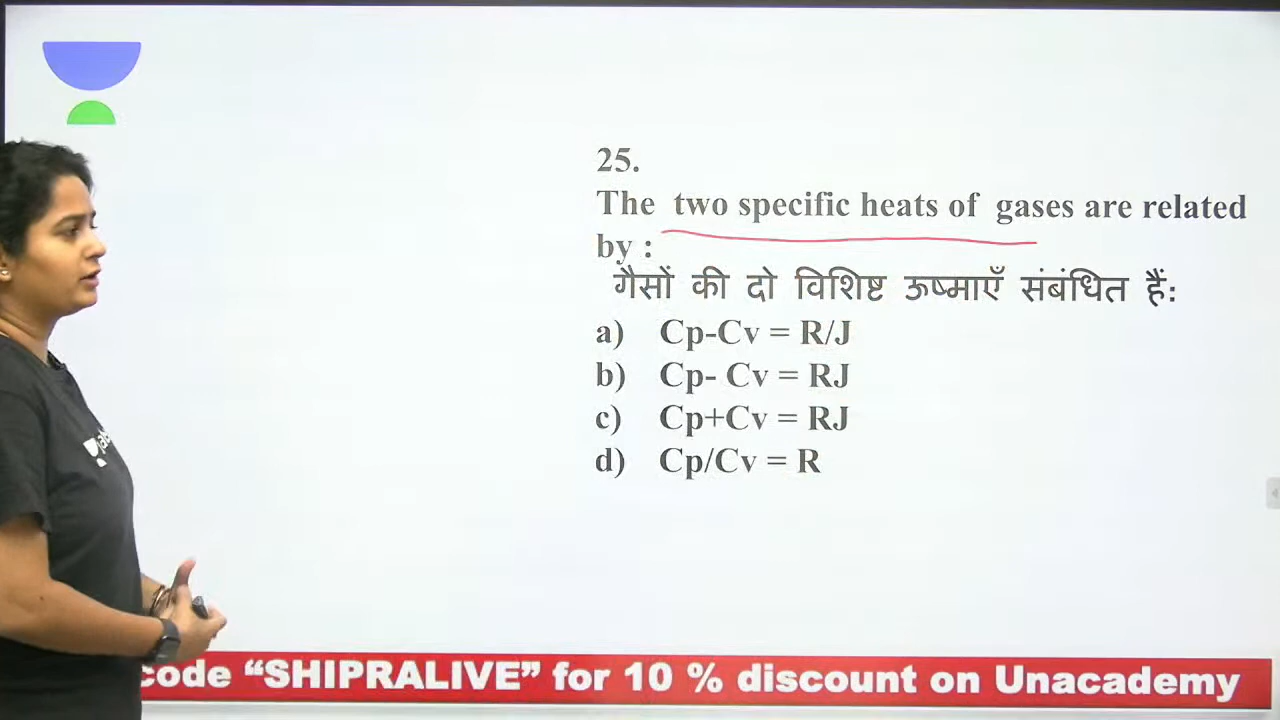 25.
The two specific heats of gases are related
by :
गैसों की दो विशिष्ट ऊष्माएँ संबंधित हैं:
a) Cp-Cv = R/J
b) Cp- Cv = RJ
c) Cp+Cv = RJ
d) Cp/Cv = R
code “SHIPRALIVE” for 10 % discount on Unacademy